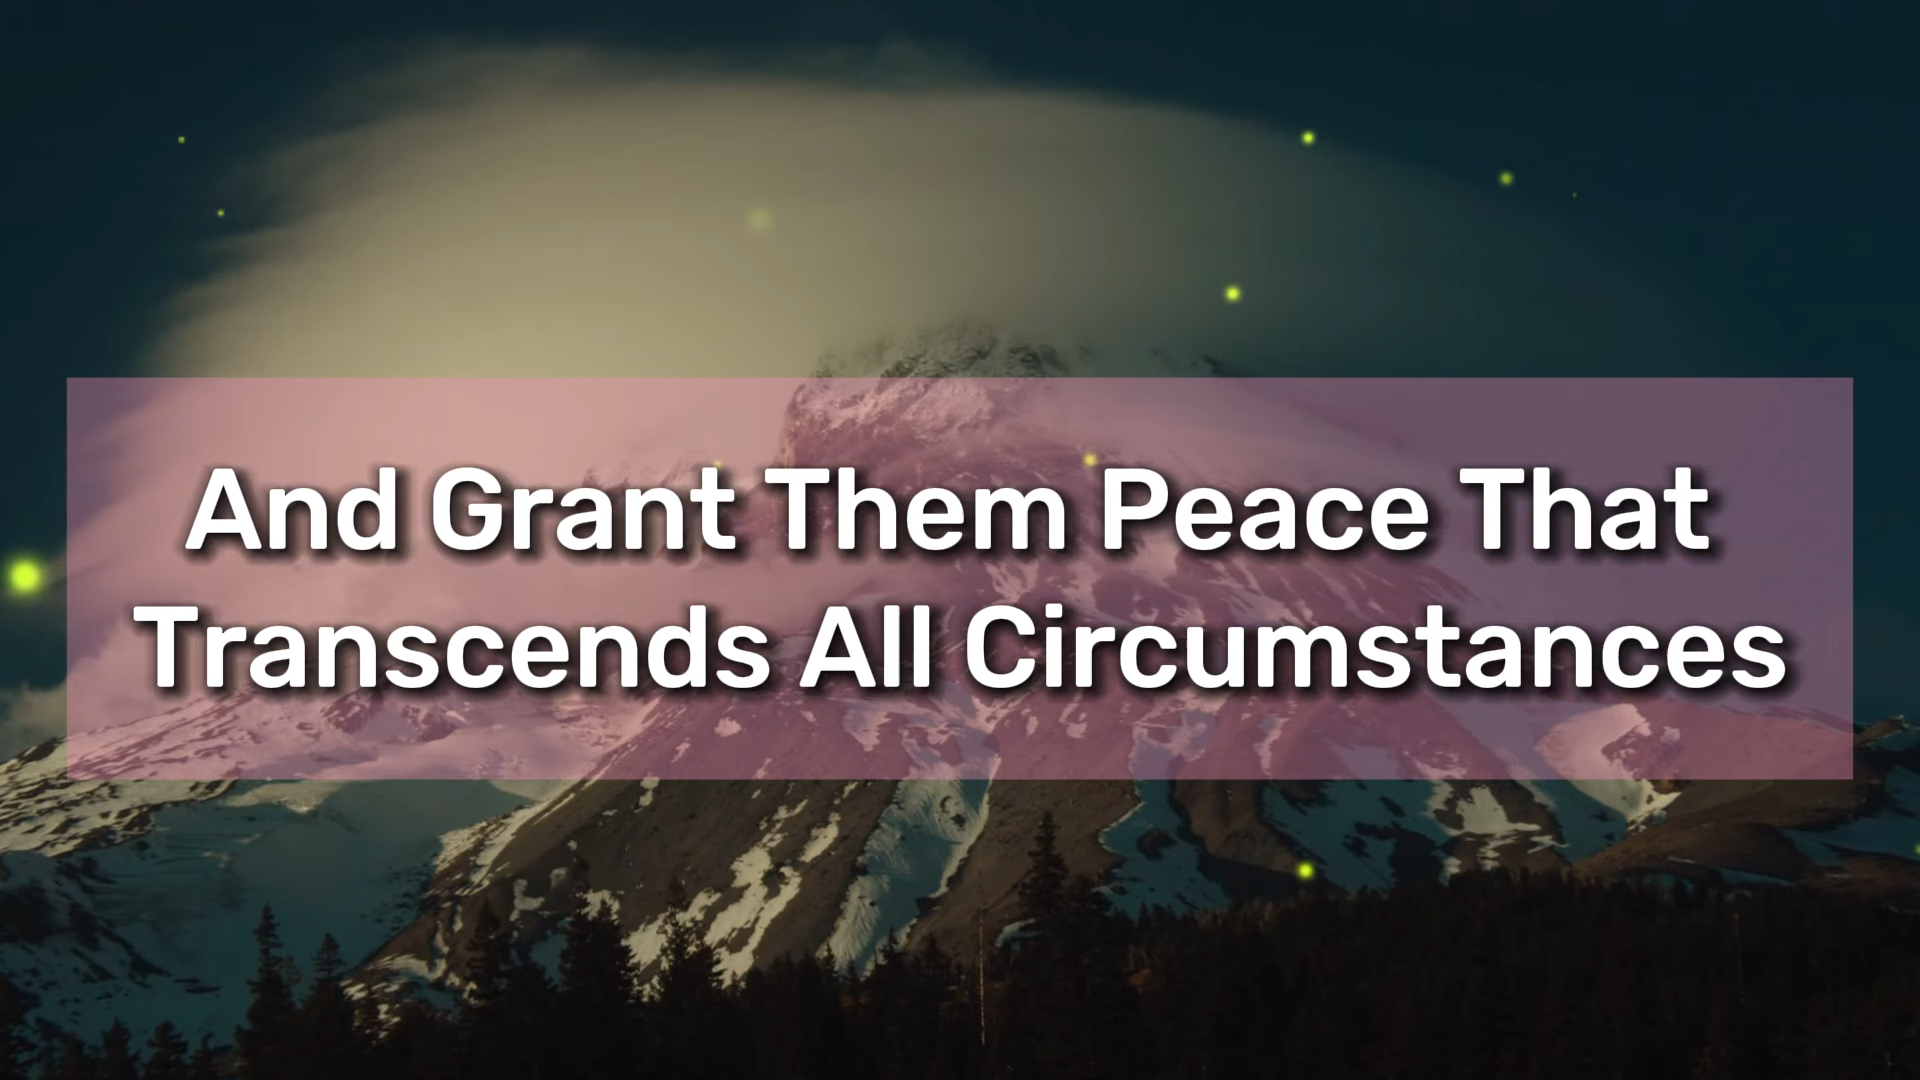 And Grant Them Peace That
Transcends All Circumstances